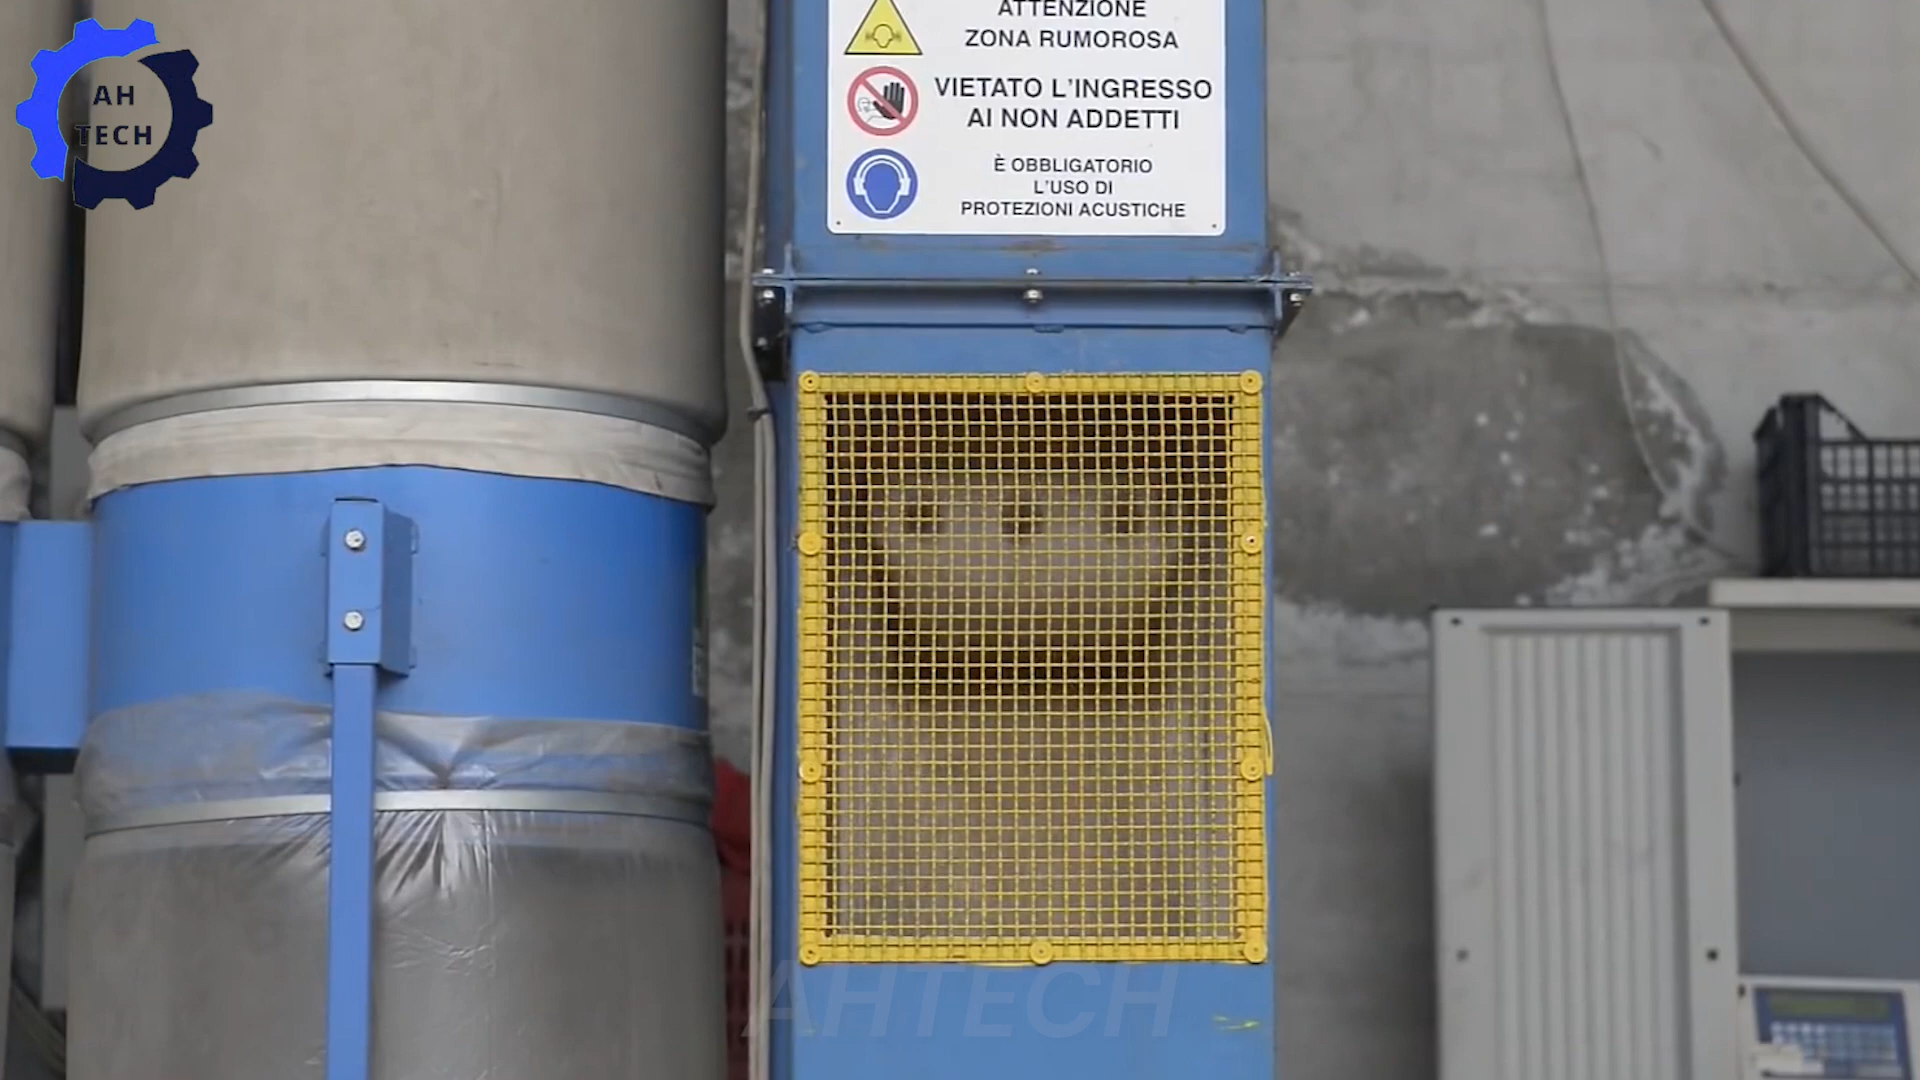 AH
TECH
ATTENZIONE
ZONA RUMOROSA
VIETATO L'INGRESSO
AI NON ADDETTI
È OBBLIGATORIO
L'USO DI
PROTEZIONI ACUSTICHE
AHTECH